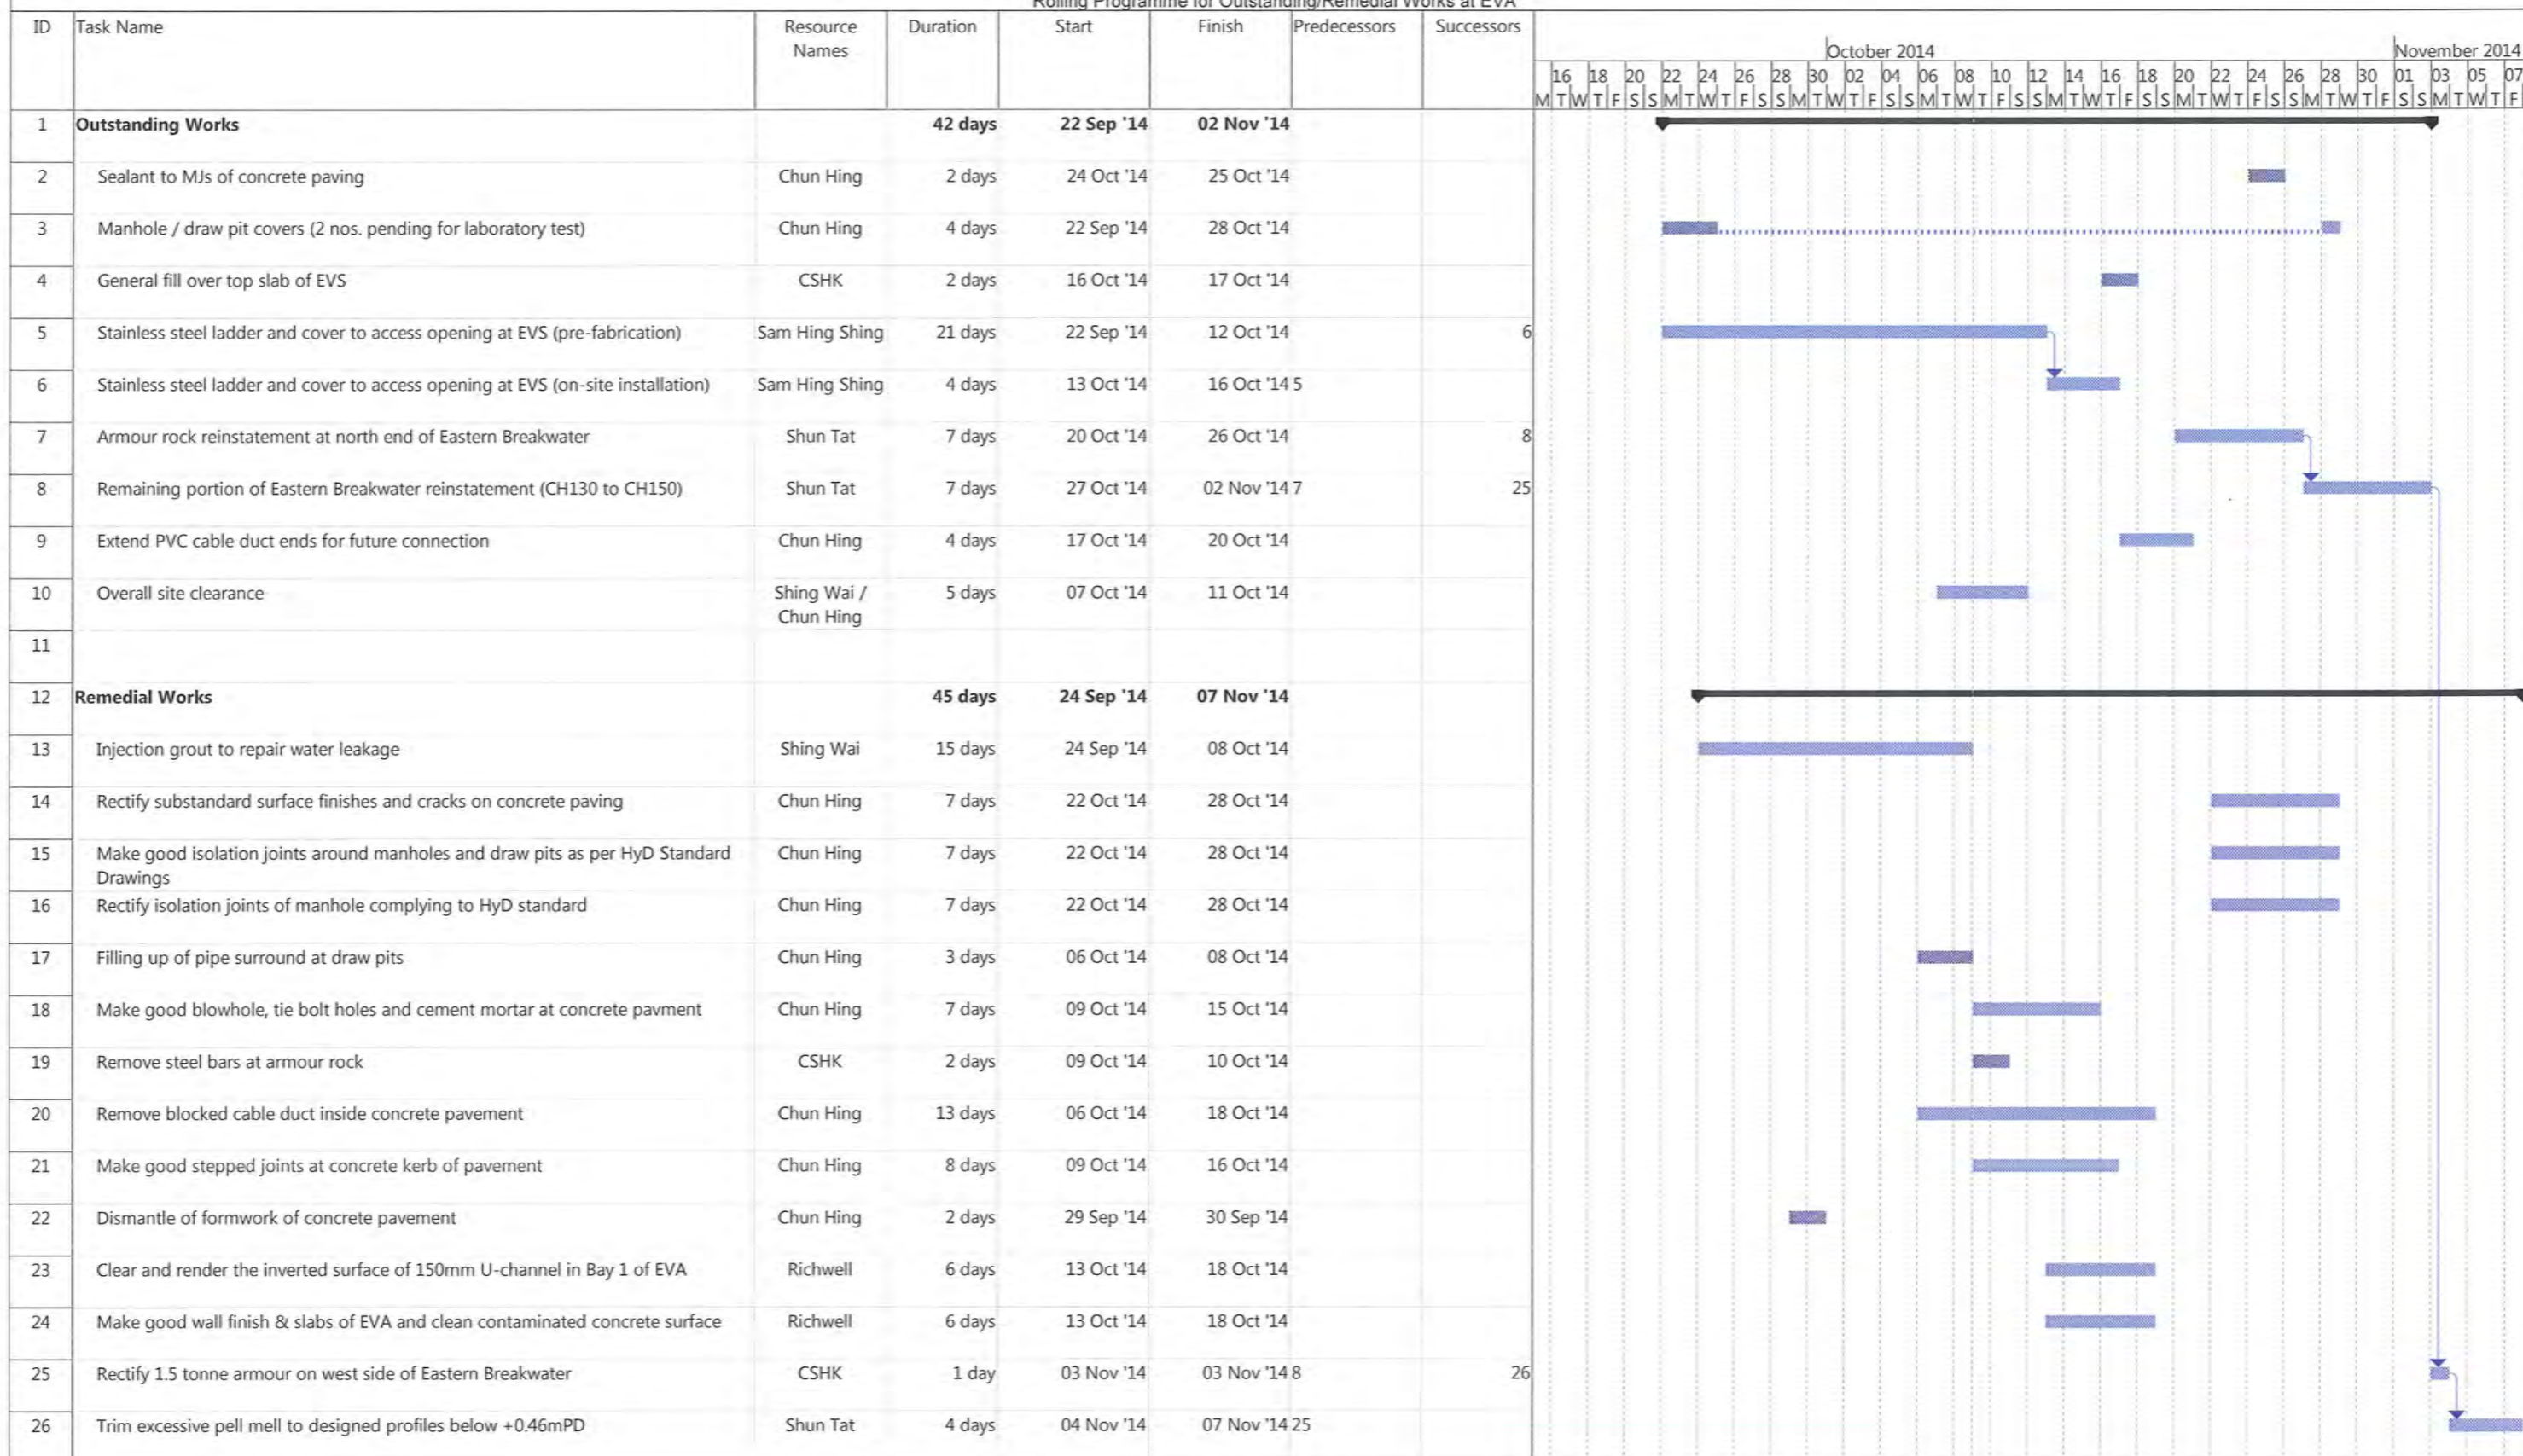 Rolling Programme for Outstanding/Remedial Works at EVA
ID Task Name Resource Names Duration Start Finish Predecessors Successors
October 2014 November 2014
16 18 20 22 24 26 28 30 02 04 06 08 10 12 14 16 18 20 22 24 26 28 30 01 03 05 07
M T W T F S S M T W T F S S M T W T F S S M T W T F S S M T W T F S S M T W T F S S M T W T F S S M T W T F
1 Outstanding Works 42 days 22 Sep '14 02 Nov '14
2 Sealant to MJs of concrete paving Chun Hing 2 days 24 Oct '14 25 Oct '14
3 Manhole / draw pit covers (2 nos. pending for laboratory test) Chun Hing 4 days 22 Sep '14 28 Oct '14
4 General fill over top slab of EVS CSHK 2 days 16 Oct '14 17 Oct '14
5 Stainless steel ladder and cover to access opening at EVS (pre-fabrication) Sam Hing Shing 21 days 22 Sep '14 12 Oct '14 6
6 Stainless steel ladder and cover to access opening at EVS (on-site installation) Sam Hing Shing 4 days 13 Oct '14 16 Oct '14 5
7 Armour rock reinstatement at north end of Eastern Breakwater Shun Tat 7 days 20 Oct '14 26 Oct '14 8
8 Remaining portion of Eastern Breakwater reinstatement (CH130 to CH150) Shun Tat 7 days 27 Oct '14 02 Nov '14 7 25
9 Extend PVC cable duct ends for future connection Chun Hing 4 days 17 Oct '14 20 Oct '14
10 Overall site clearance Shing Wai / 5 days 07 Oct '14 11 Oct '14
Chun Hing
11
12 Remedial Works 45 days 24 Sep '14 07 Nov '14
13 Injection grout to repair water leakage Shing Wai 15 days 24 Sep '14 08 Oct '14
14 Rectify substandard surface finishes and cracks on concrete paving Chun Hing 7 days 22 Oct '14 28 Oct '14
15 Make good isolation joints around manholes and draw pits as per HyD Standard Chun Hing 7 days 22 Oct '14 28 Oct '14
Drawings
16 Rectify isolation joints of manhole complying to HyD standard Chun Hing 7 days 22 Oct '14 28 Oct '14
17 Filling up of pipe surround at draw pits Chun Hing 3 days 06 Oct '14 08 Oct '14
18 Make good blowhole, tie bolt holes and cement mortar at concrete pavment Chun Hing 7 days 09 Oct '14 15 Oct '14
19 Remove steel bars at armour rock CSHK 2 days 09 Oct '14 10 Oct '14
20 Remove blocked cable duct inside concrete pavement Chun Hing 13 days 06 Oct '14 18 Oct '14
21 Make good stepped joints at concrete kerb of pavement Chun Hing 8 days 09 Oct '14 16 Oct '14
22 Dismantle of formwork of concrete pavement Chun Hing 2 days 29 Sep '14 30 Sep '14
23 Clear and render the inverted surface of 150mm U-channel in Bay 1 of EVA Richwell 6 days 13 Oct '14 18 Oct '14
24 Make good wall finish & slabs of EVA and clean contaminated concrete surface Richwell 6 days 13 Oct '14 18 Oct '14
25 Rectify 1.5 tonne armour on west side of Eastern Breakwater CSHK 1 day 03 Nov '14 03 Nov '14 8 26
26 Trim excessive pell mell to designed profiles below +0.46mPD Shun Tat 4 days 04 Nov '14 07 Nov '14 25